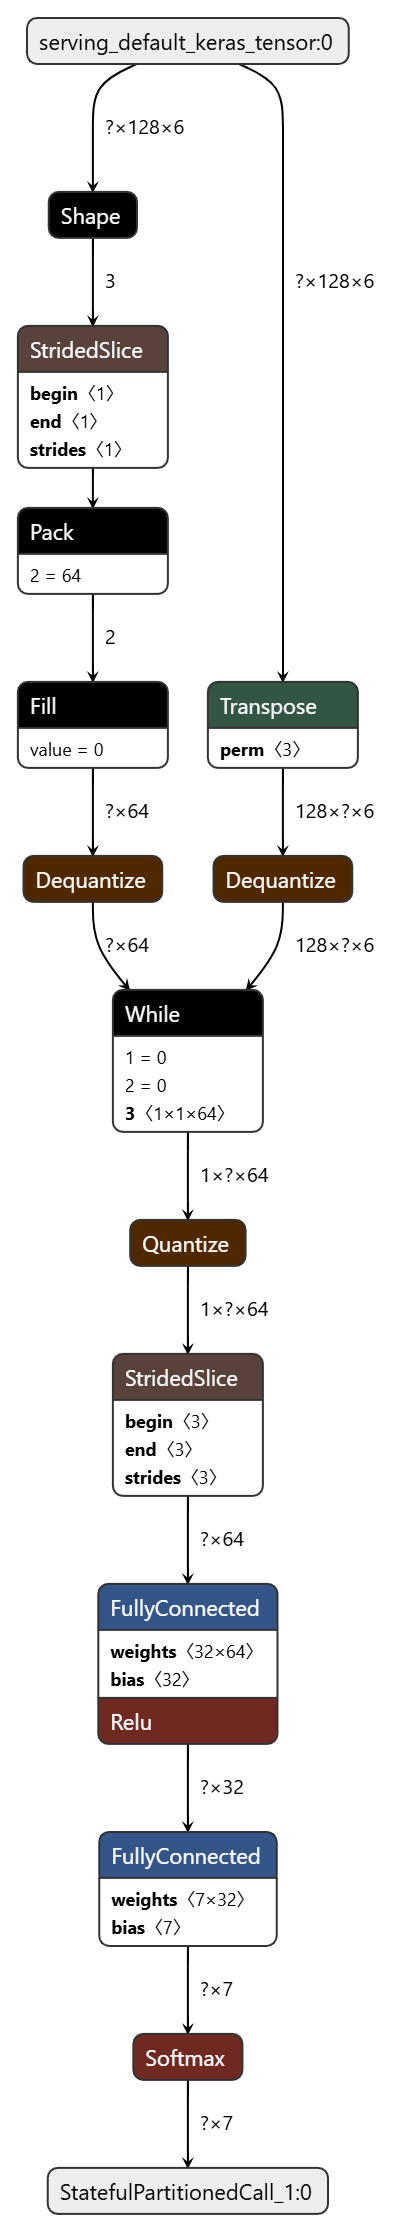 serving_default_keras_tensor:0
?×128×6
Shape
3
?×128×6
StridedSlice
begin〈1〉
end〈1〉
strides〈1〉
Pack
2 = 64
2
Fill
value = 0
Transpose
perm〈3〉
?×64
128×?×6
Dequantize
Dequantize
?×64
128×?×6
While
1 = 0
2 = 0
3〈1×1×64〉
1×?×64
Quantize
1×?×64
StridedSlice
begin〈3〉
end〈3〉
strides〈3〉
?×64
FullyConnected
weights〈32×64〉
bias〈32〉
Relu
?×32
FullyConnected
weights〈7×32〉
bias〈7〉
?×7
Softmax
?×7
StatefulPartitionedCall_1:0